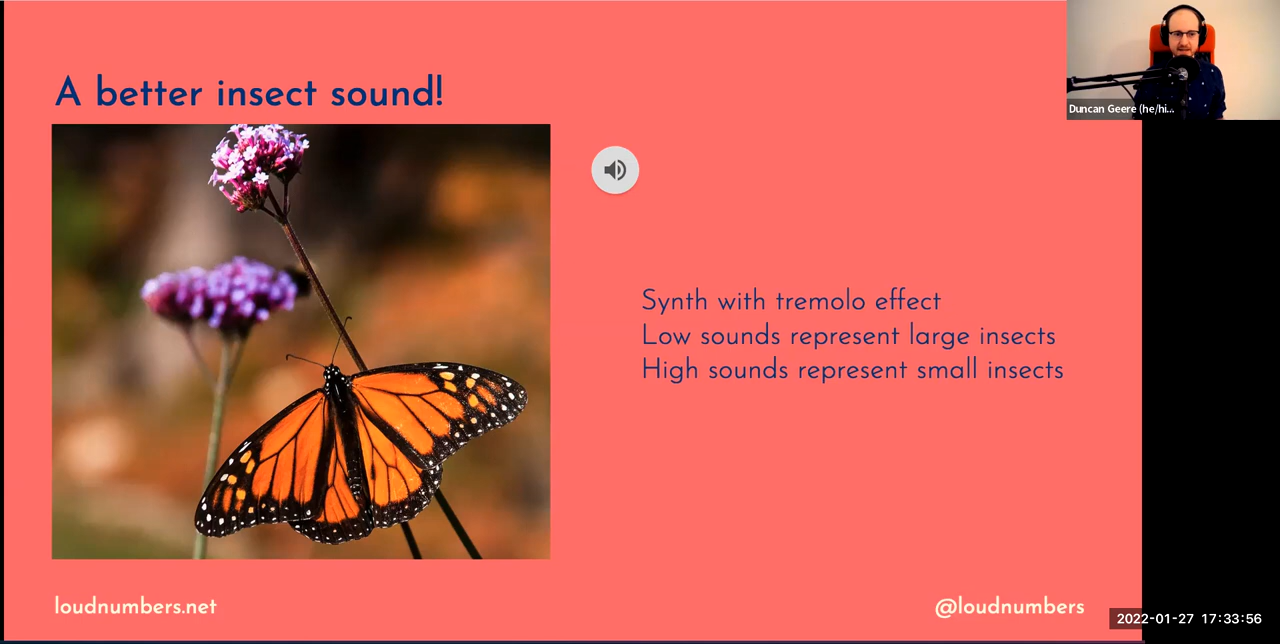 A better insect sound!
Duncan Geere (he/hi...
Synth with tremolo effect
Low sounds represent large insects
High sounds represent small insects
loudnumbers.net
@loudnumbers
2022-01-27 17:33:56